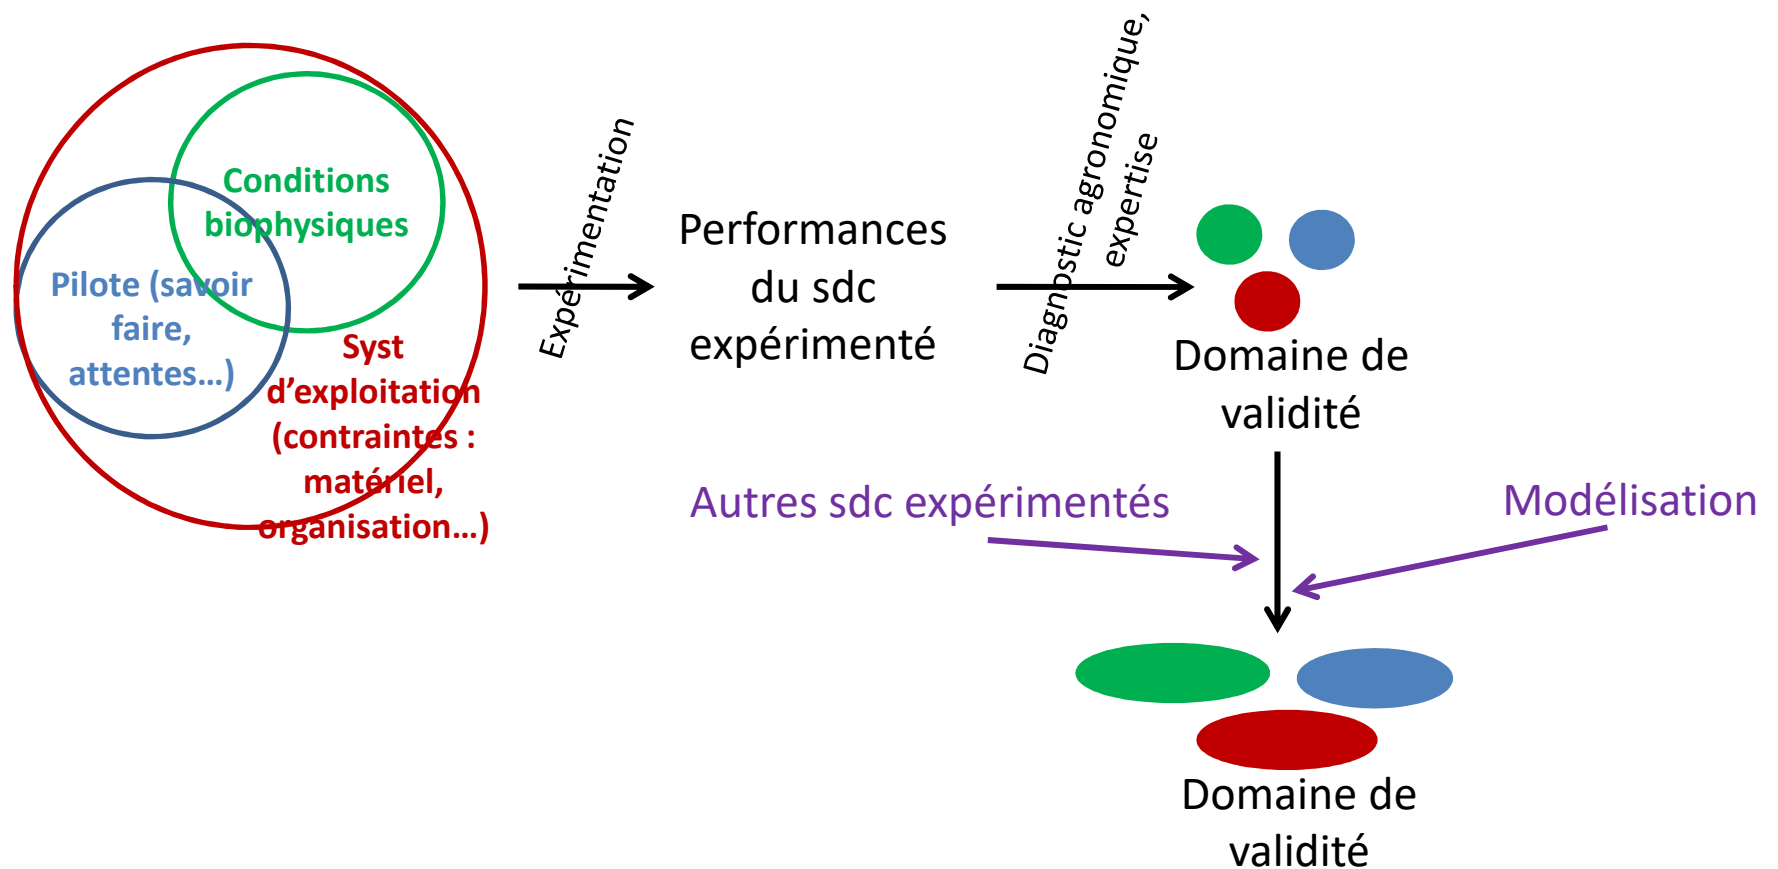 Conditions
biophysiques
Pilote (savoir
faire,
attentes…)
Syst
d’exploitation
(contraintes :
matériel,
organisation…)
Expérimentation
Performances
du sdc
expérimenté
Diagnostic agronomique,
expertise
Domaine de
validité
Autres sdc expérimentés
Modélisation
Domaine de
validité